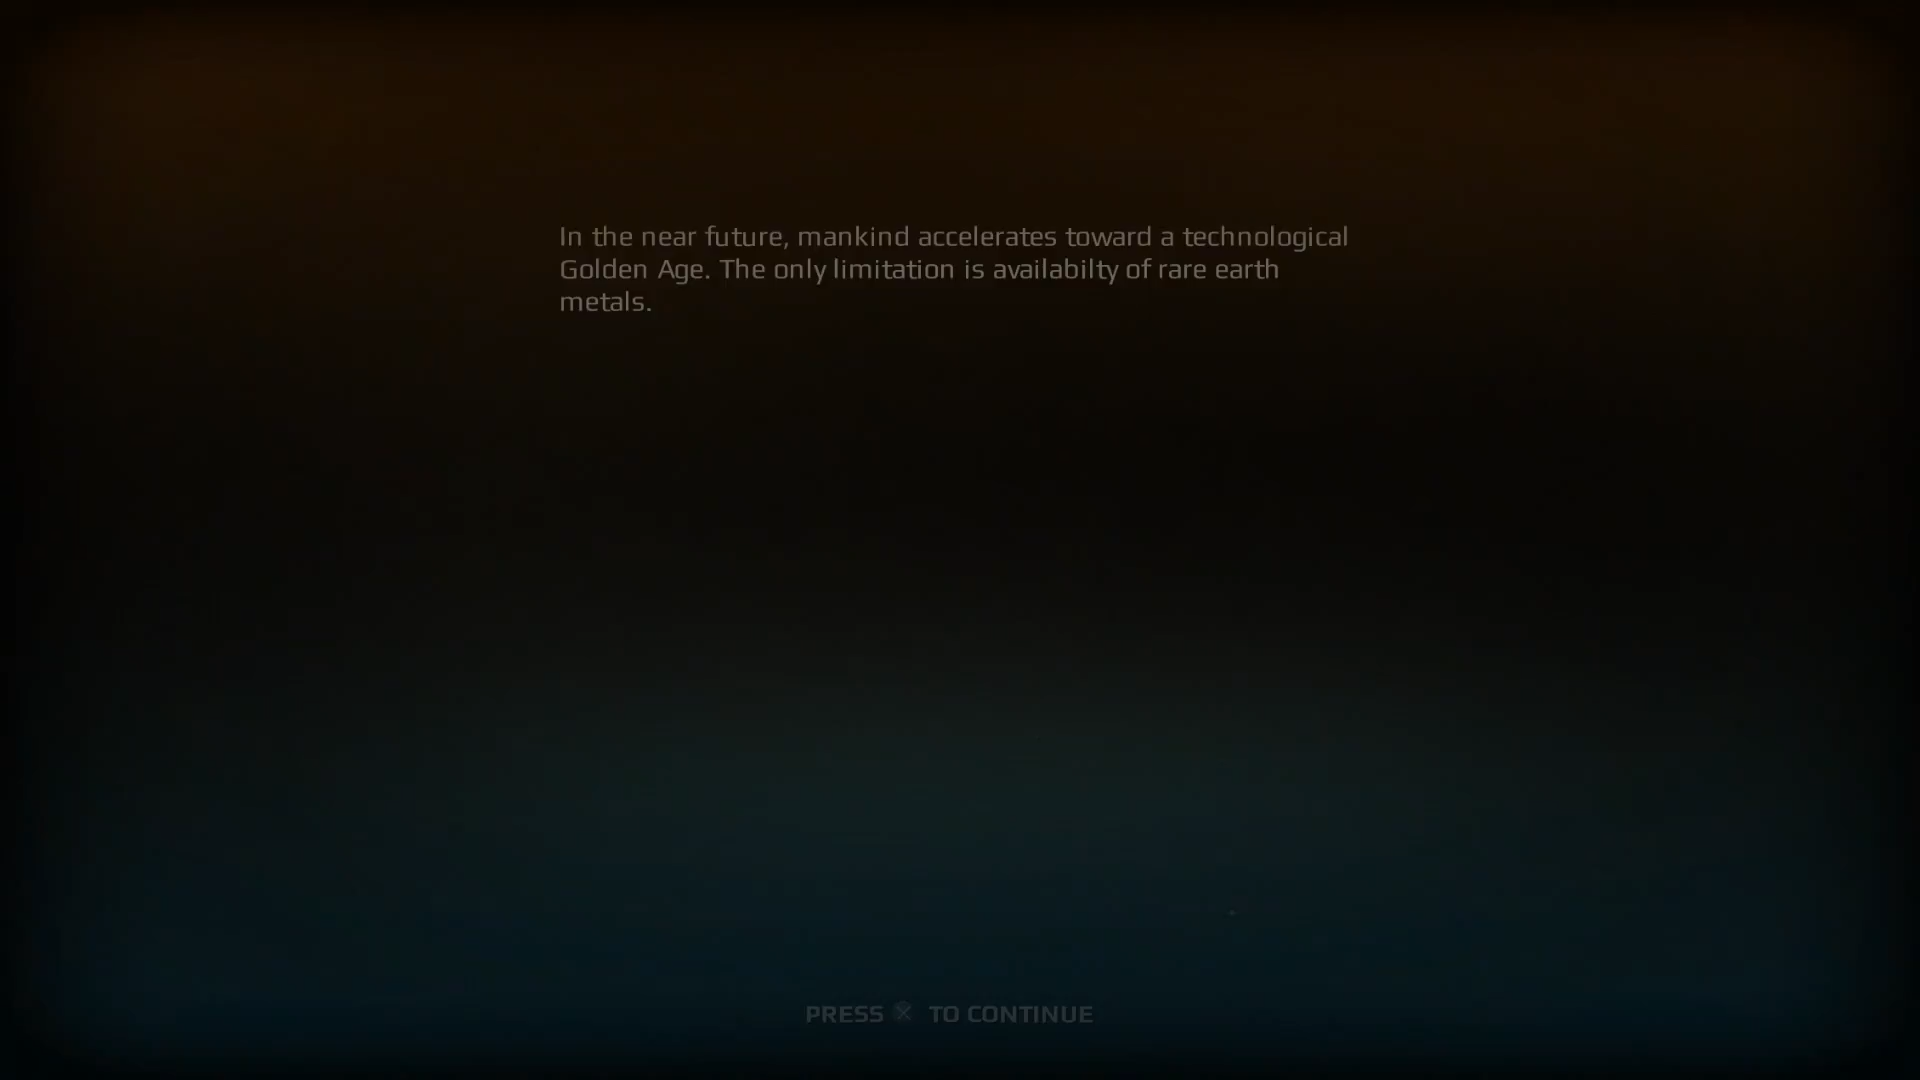 In the near future, mankind accelerates toward a technological
Golden Age. The only limitation is availabilty of rare earth
metals.
PRESS ⊗ TO CONTINUE